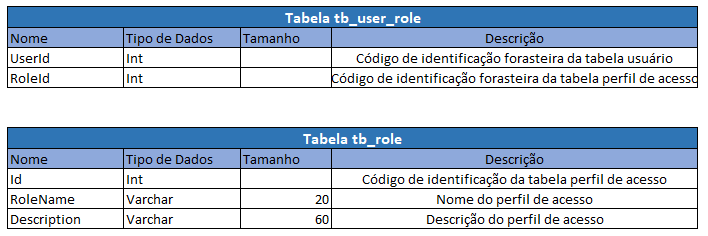 Tabela tb_user_role
Nome Tipo de Dados Tamanho Descrição
UserId Int Código de identificação forasteira da tabela usuário
RoleId Int Código de identificação forasteira da tabela perfil de acesso
Tabela tb_role
Nome Tipo de Dados Tamanho Descrição
Id Int Código de identificação da tabela perfil de acesso
RoleName Varchar 20 Nome do perfil de acesso
Description Varchar 60 Descrição do perfil de acesso